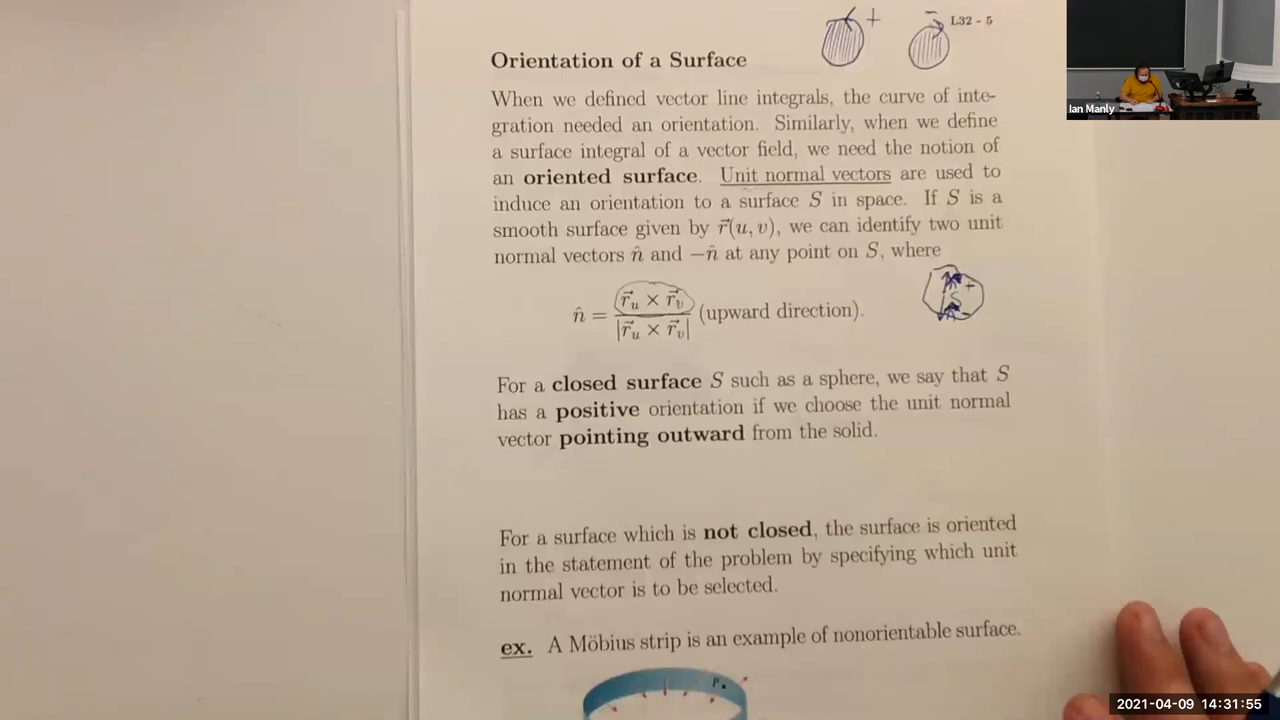 + - L32 - 5
Orientation of a Surface
When we defined vector line integrals, the curve of inte-
gration needed an orientation. Similarly, when we define
a surface integral of a vector field, we need the notion of
an oriented surface. Unit normal vectors are used to
induce an orientation to a surface S in space. If S is a
smooth surface given by r⃗(u, v), we can identify two unit
normal vectors n̂ and −n̂ at any point on S, where
n̂ = (r⃗u × r⃗v) / |r⃗u × r⃗v| (upward direction).
S +
For a closed surface S such as a sphere, we say that S
has a positive orientation if we choose the unit normal
vector pointing outward from the solid.
For a surface which is not closed, the surface is oriented
in the statement of the problem by specifying which unit
normal vector is to be selected.
ex. A Möbius strip is an example of nonorientable surface.
P
Ian Manly
2021-04-09 14:31:55